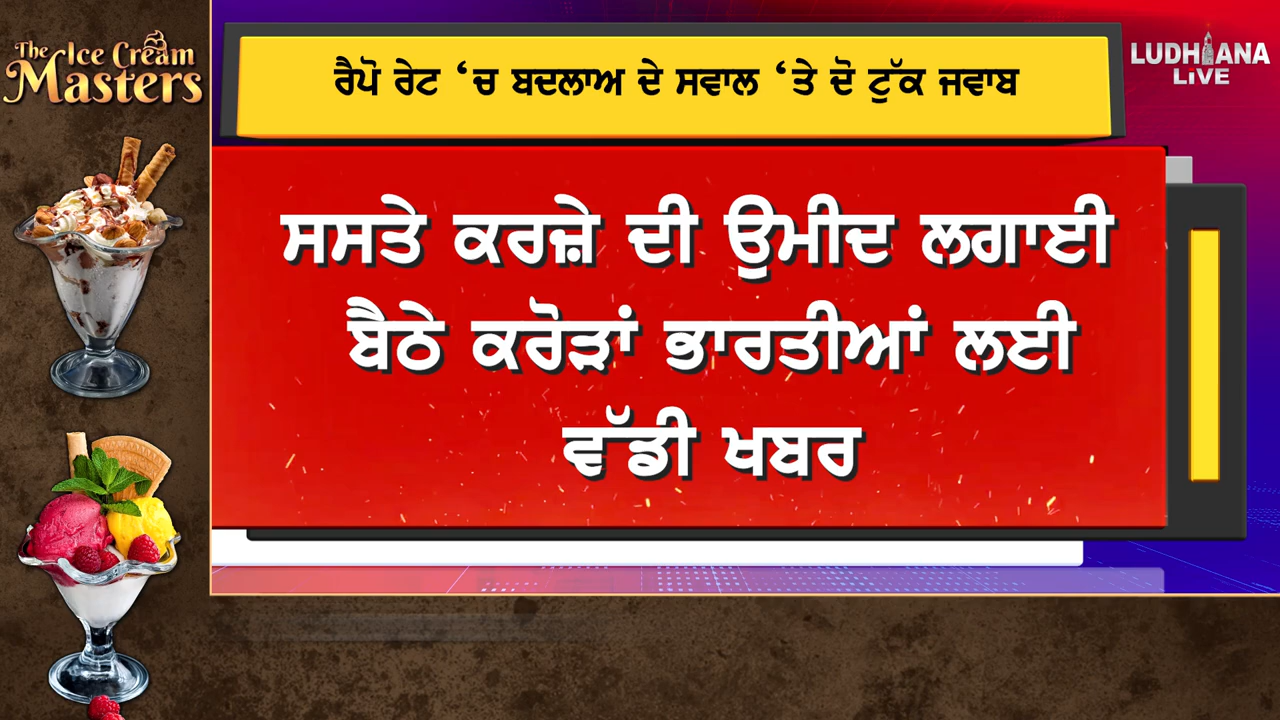 The Ice Cream
Masters
ਰੈਪੋ ਰੇਟ ‘ਚ ਬਦਲਾਅ ਦੇ ਸਵਾਲ ‘ਤੇ ਦੋ ਟੁੱਕ ਜਵਾਬ
LUDHIANA
LIVE
ਸਸਤੇ ਕਰਜ਼ੇ ਦੀ ਉਮੀਦ ਲਗਾਈ
ਬੈਠੇ ਕਰੋੜਾਂ ਭਾਰਤੀਆਂ ਲਈ
ਵੱਡੀ ਖਬਰ